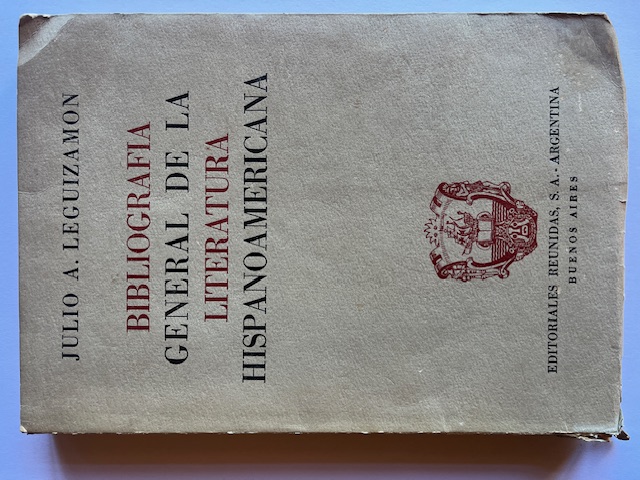 JULIO A. LEGUIZAMON
BIBLIOGRAFIA
GENERAL DE LA
LITERATURA
HISPANOAMERICANA
EDITORIALES REUNIDAS, S. A. - ARGENTINA
BUENOS AIRES